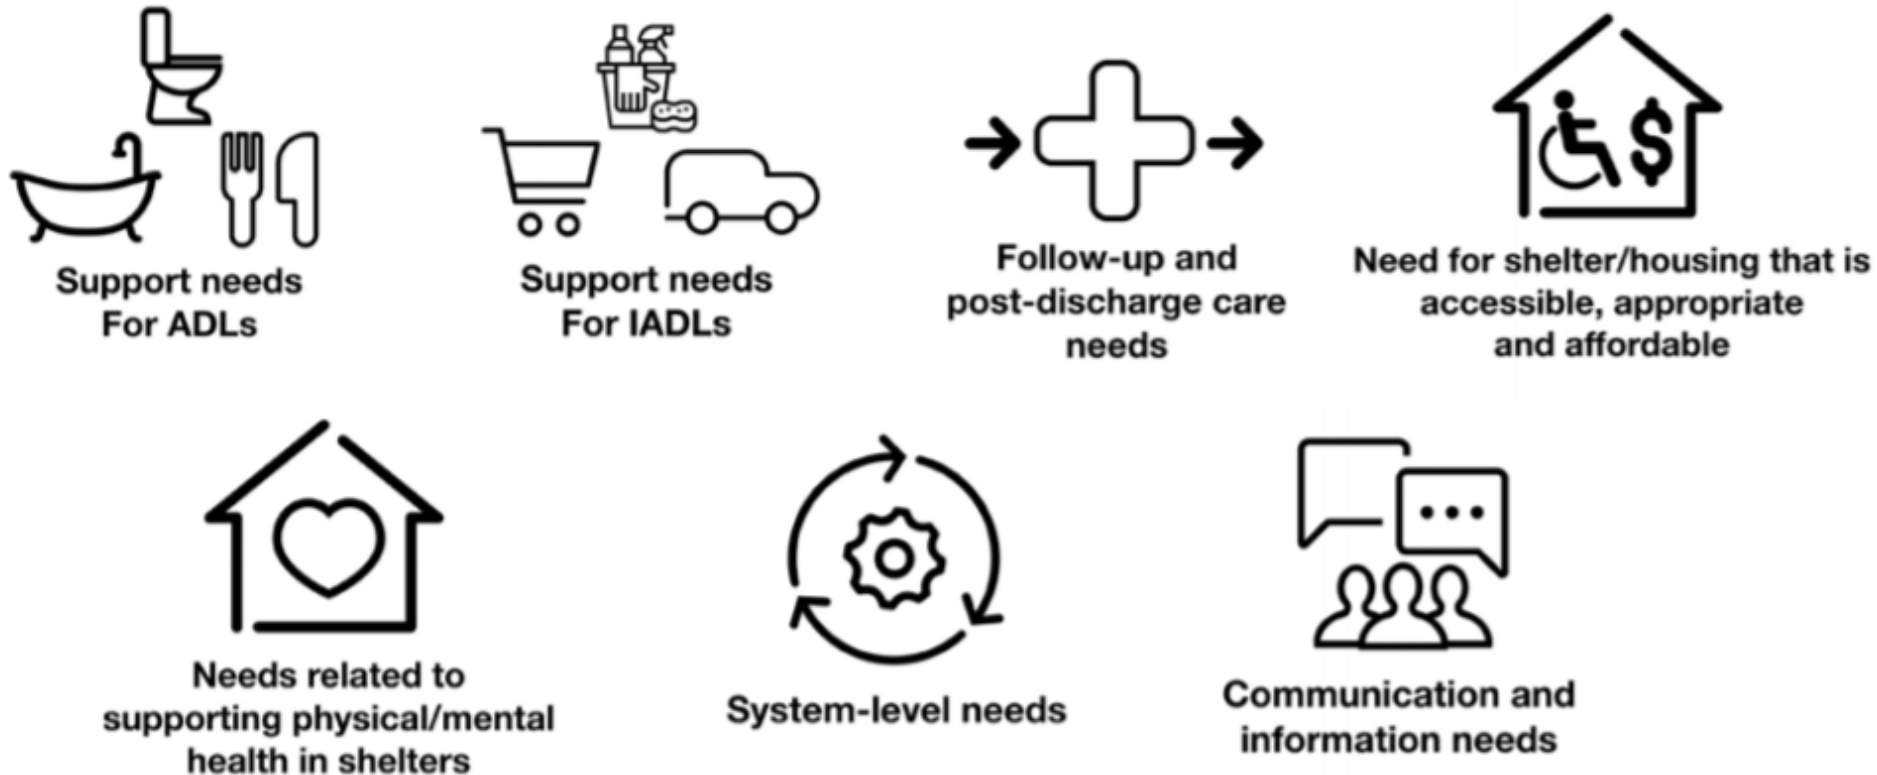 Support needs
For ADLs
Support needs
For IADLs
Follow-up and
post-discharge care
needs
Need for shelter/housing that is
accessible, appropriate
and affordable
Needs related to
supporting physical/mental
health in shelters
System-level needs
Communication and
information needs